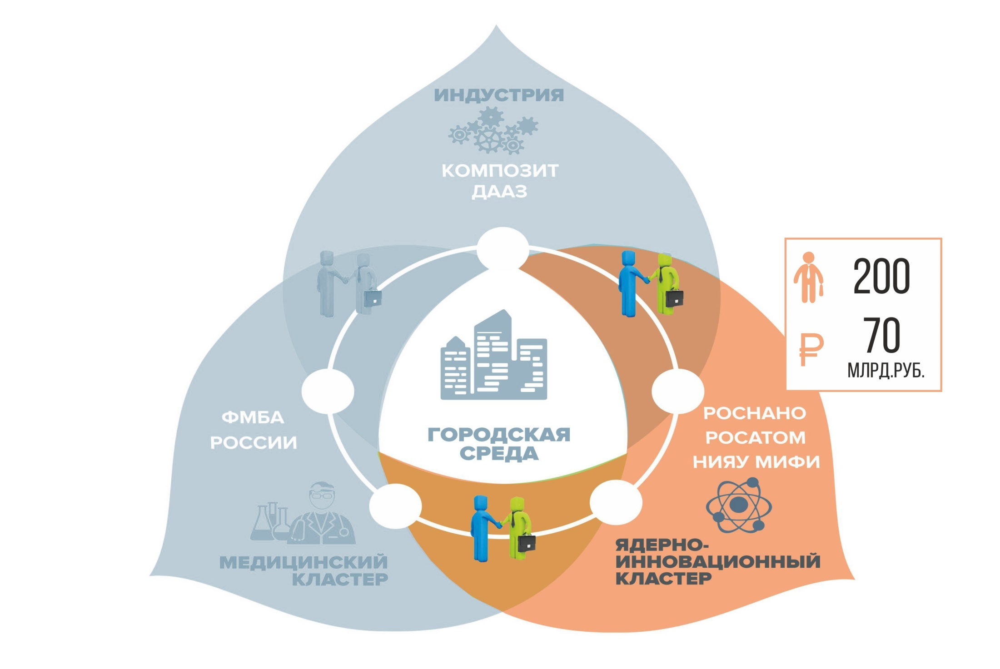 ИНДУСТРИЯ
КОМПОЗИТ
ДААЗ
200
₽ 70
МЛРД.РУБ.
ФМБА
РОССИИ
ГОРОДСКАЯ
СРЕДА
РОСНАНО
РОСАТОМ
НИЯУ МИФИ
МЕДИЦИНСКИЙ
КЛАСТЕР
ЯДЕРНО-
ИННОВАЦИОННЫЙ
КЛАСТЕР